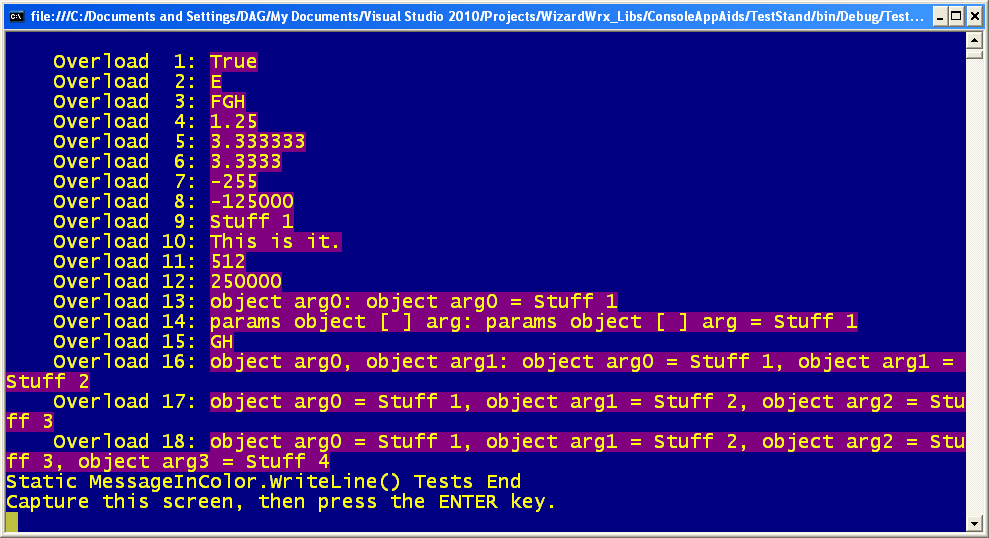 file:///C:/Documents and Settings/DAG/My Documents/Visual Studio 2010/Projects/WizardWrx_Libs/ConsoleAppAids/TestStand/bin/Debug/Test...
Overload  1: True
Overload  2: E
Overload  3: FGH
Overload  4: 1.25
Overload  5: 3.333333
Overload  6: 3.3333
Overload  7: -255
Overload  8: -125000
Overload  9: Stuff 1
Overload 10: This is it.
Overload 11: 512
Overload 12: 250000
Overload 13: object arg0: object arg0 = Stuff 1
Overload 14: params object [ ] arg: params object [ ] arg = Stuff 1
Overload 15: GH
Overload 16: object arg0, object arg1: object arg0 = Stuff 1, object arg1 =
Stuff 2
Overload 17: object arg0 = Stuff 1, object arg1 = Stuff 2, object arg2 = Stu
ff 3
Overload 18: object arg0 = Stuff 1, object arg1 = Stuff 2, object arg2 = Stu
ff 3, object arg3 = Stuff 4
Static MessageInColor.WriteLine() Tests End
Capture this screen, then press the ENTER key.